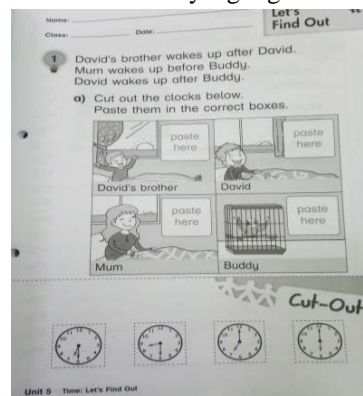 Let's
Find Out
Name:
Class:
Date:
1
David's brother wakes up after David.
Mum wakes up before Buddy.
David wakes up after Buddy.
a) Cut out the clocks below.
Paste them in the correct boxes.
paste
here
paste
here
David's brother
David
paste
here
paste
here
Mum
Buddy
Cut-Out
Unit 5 Time: Let's Find Out